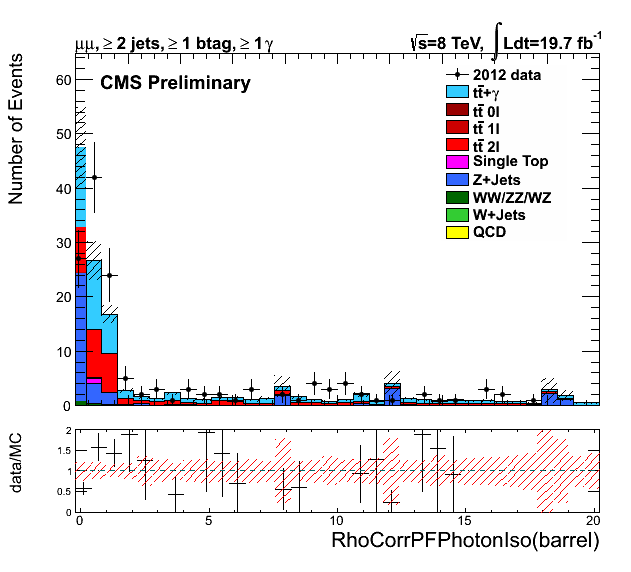 μμ, ≥ 2 jets, ≥ 1 btag, ≥ 1 γ
√s=8 TeV, ∫ Ldt=19.7 fb⁻¹
CMS Preliminary
Number of Events
60
50
40
30
20
10
0
2012 data
tt̄+γ
tt̄ 0l
tt̄ 1l
tt̄ 2l
Single Top
Z+Jets
WW/ZZ/WZ
W+Jets
QCD
data/MC
2
1.5
1
0.5
0
0 5 10 15 20
RhoCorrPFPhotonIso(barrel)